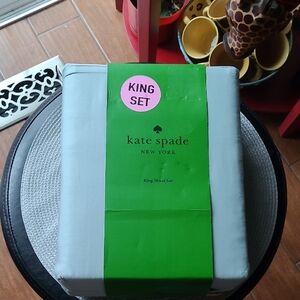 KING
SET
kate spade
NEW YORK
King Sheet Set